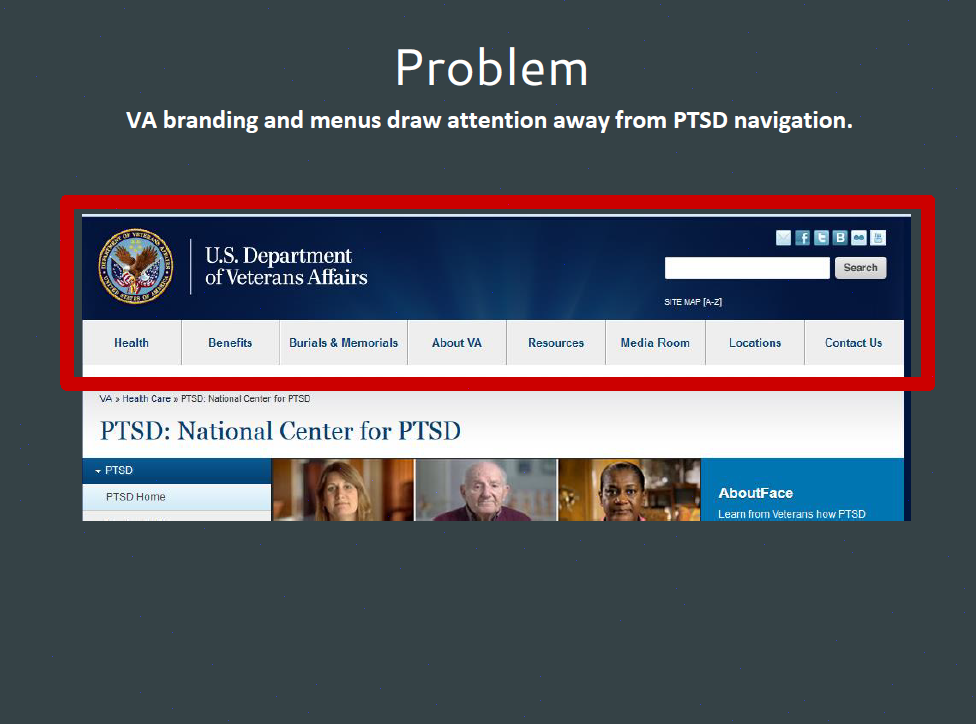 Problem
VA branding and menus draw attention away from PTSD navigation.
U.S. Department
of Veterans Affairs
Search
SITE MAP [A-Z]
Health
Benefits
Burials & Memorials
About VA
Resources
Media Room
Locations
Contact Us
VA » Health Care » PTSD: National Center for PTSD
PTSD: National Center for PTSD
PTSD
PTSD Home
AboutFace
Learn from Veterans how PTSD